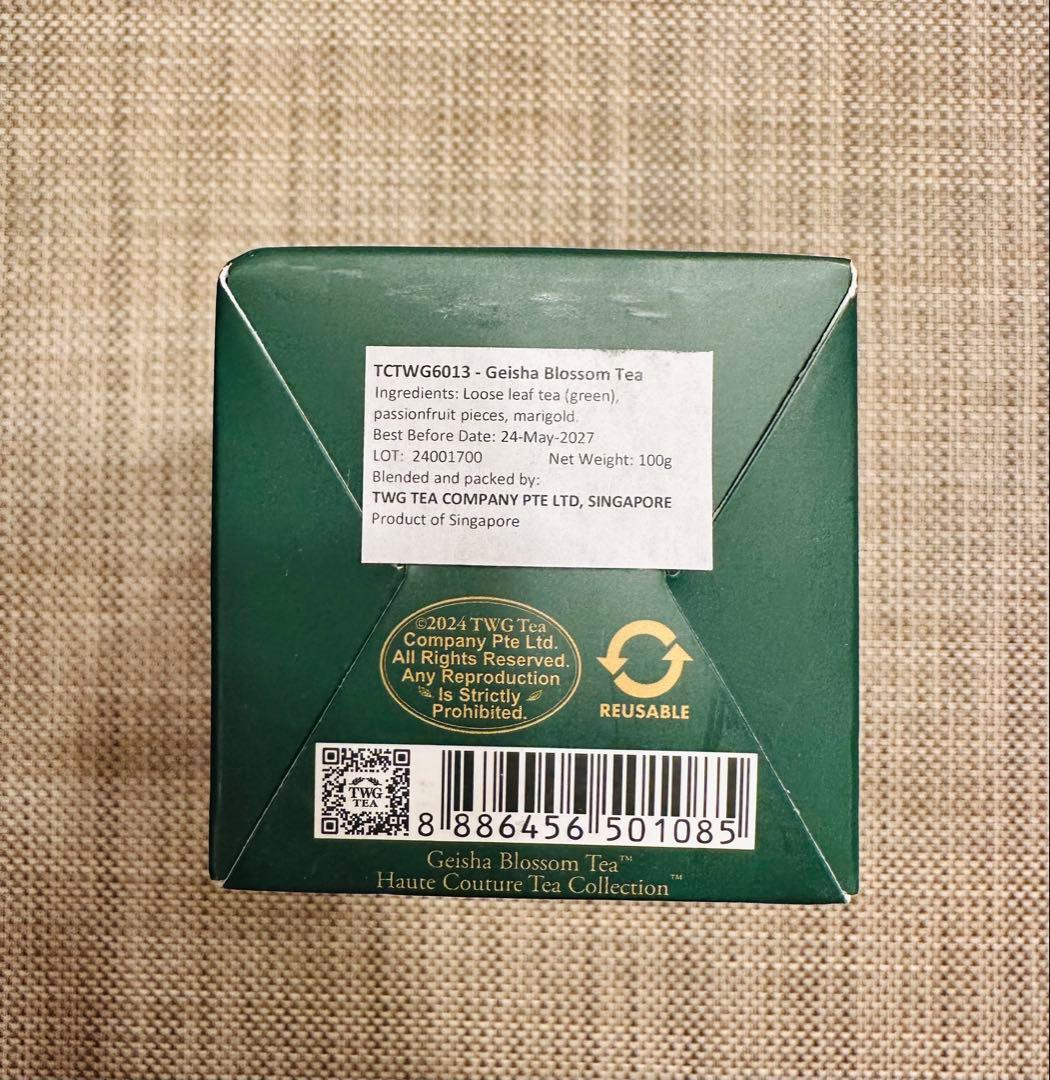 TCTWG6013 - Geisha Blossom Tea
Ingredients: Loose leaf tea (green),
passionfruit pieces, marigold.
Best Before Date: 24-May-2027
LOT: 24001700 Net Weight: 100g
Blended and packed by:
TWG TEA COMPANY PTE LTD, SINGAPORE
Product of Singapore
©2024 TWG Tea
Company Pte Ltd.
All Rights Reserved.
Any Reproduction
Is Strictly
Prohibited.
REUSABLE
TWG
TEA
8 886456 501085
Geisha Blossom Tea™
Haute Couture Tea Collection™